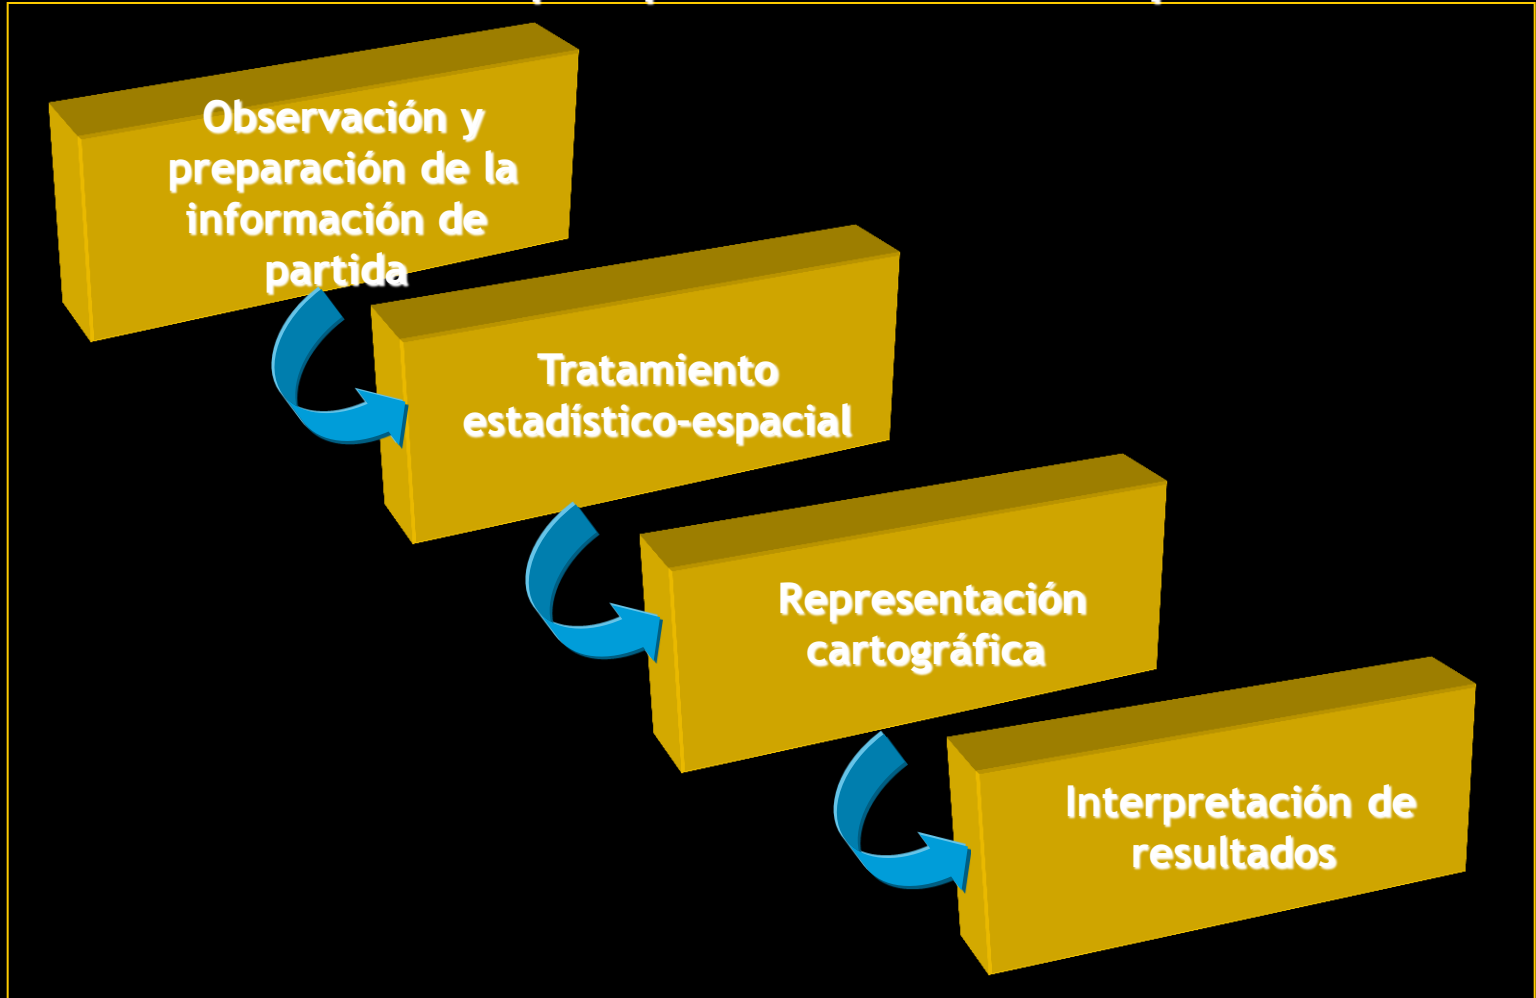 Observación y
preparación de la
información de
partida
Tratamiento
estadístico-espacial
Representación
cartográfica
Interpretación de
resultados